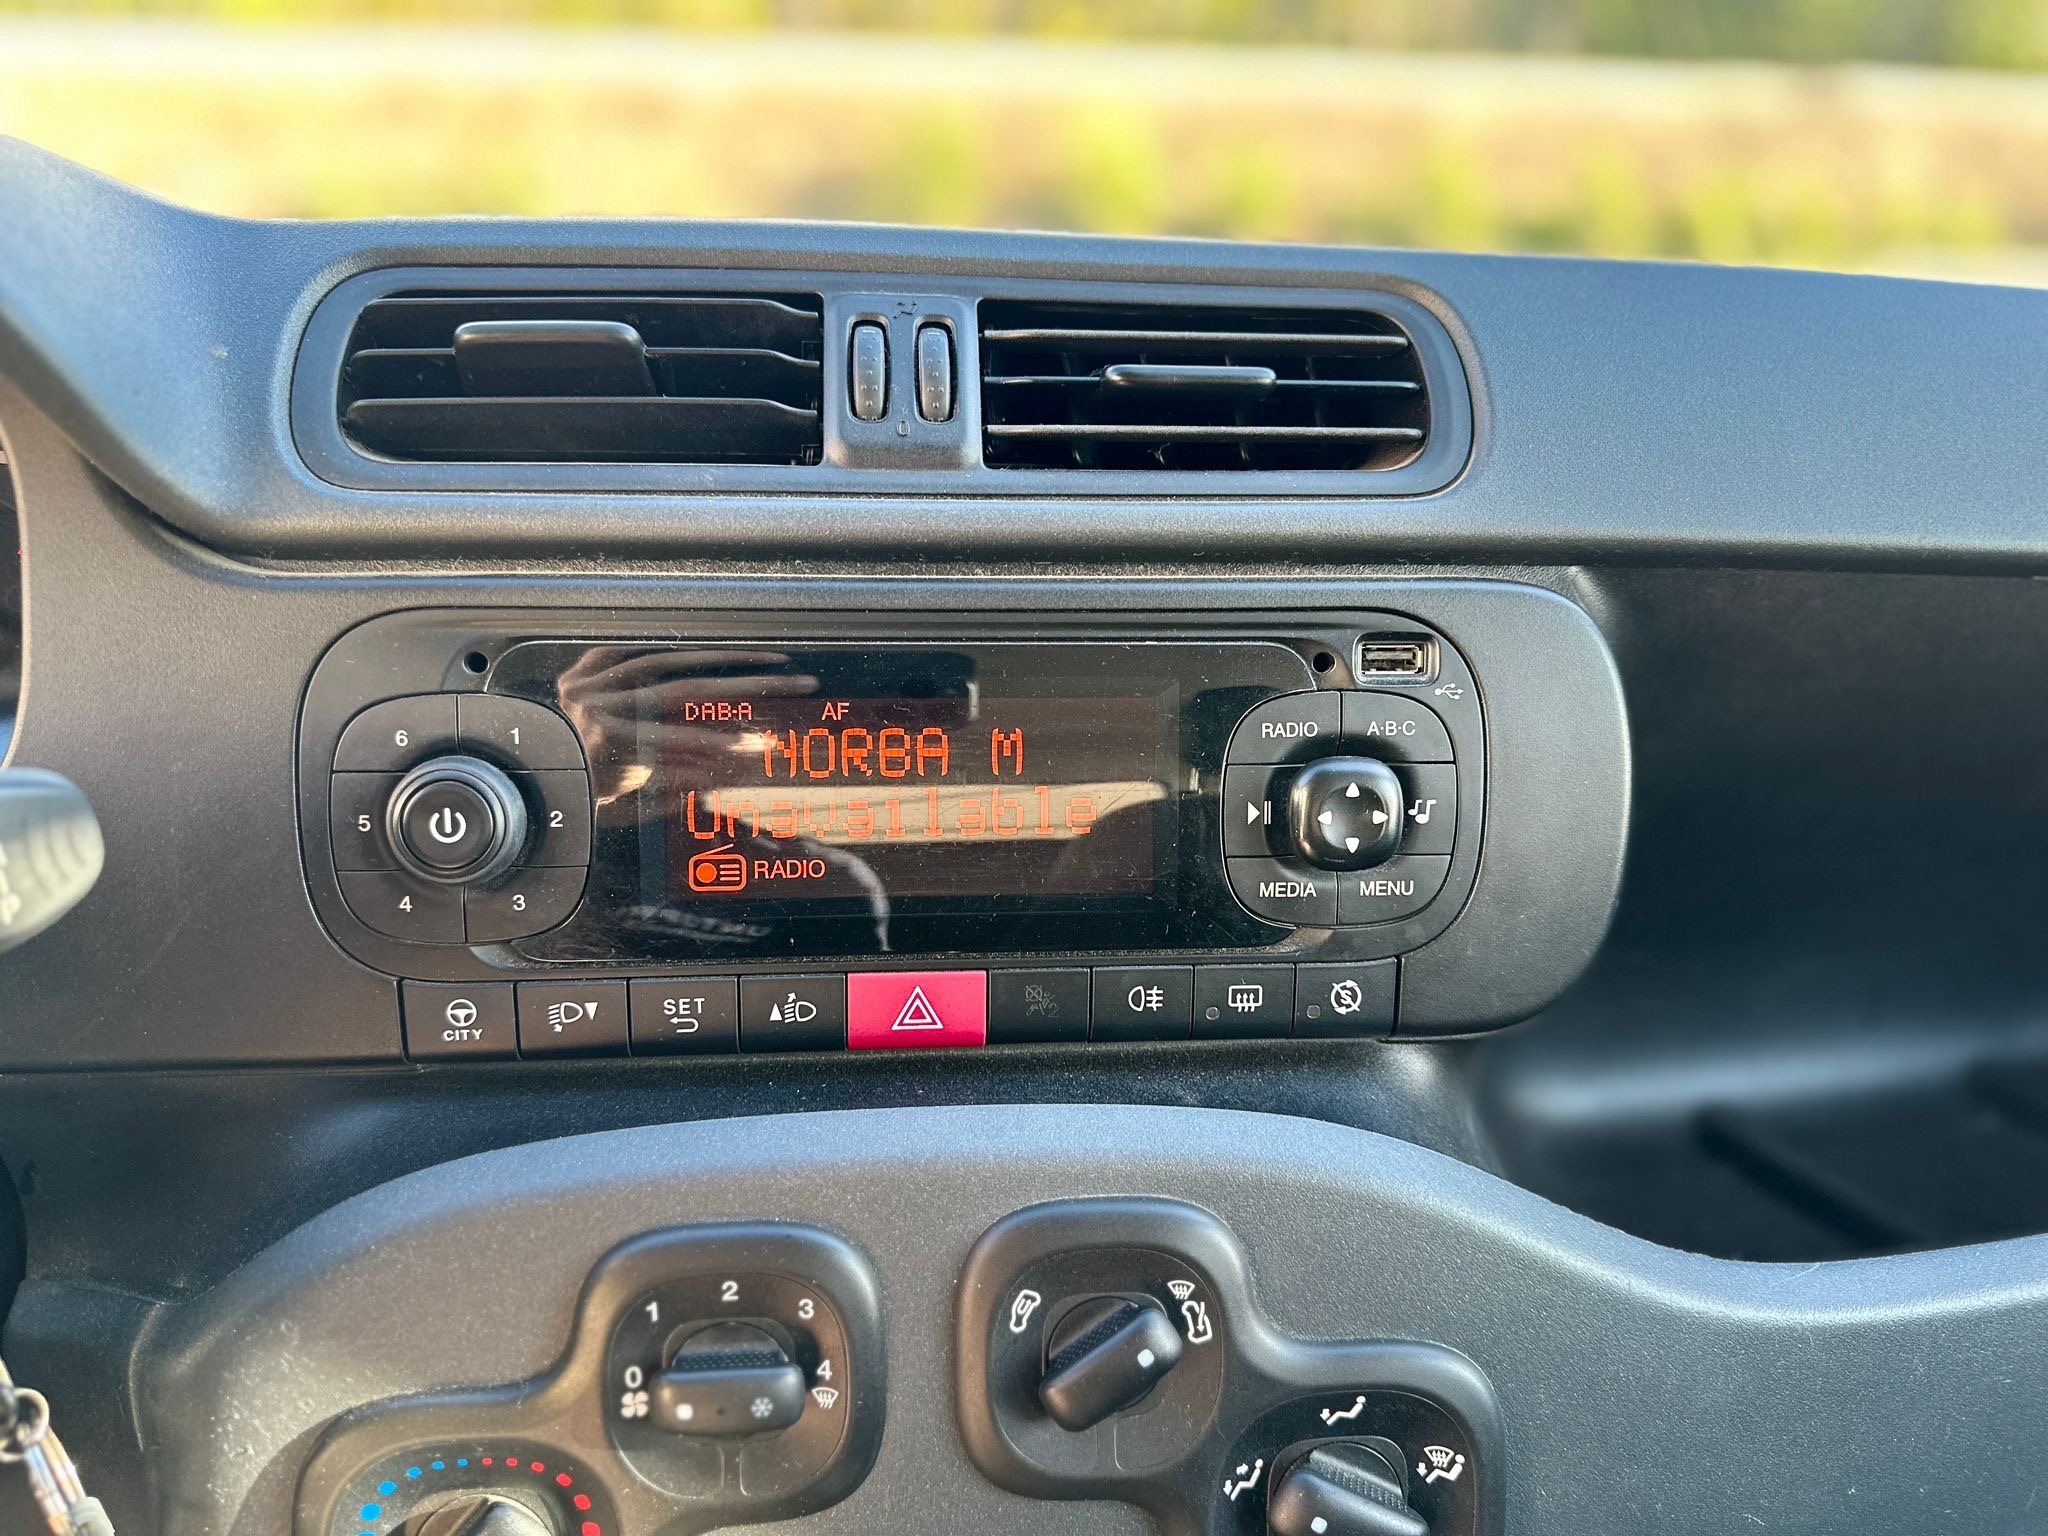 DAB-A AF
NORBA M
Unavailable
RADIO
6 1
5 2
4 3
RADIO A·B·C
MEDIA MENU
CITY
SET
0 1 2 3 4
0